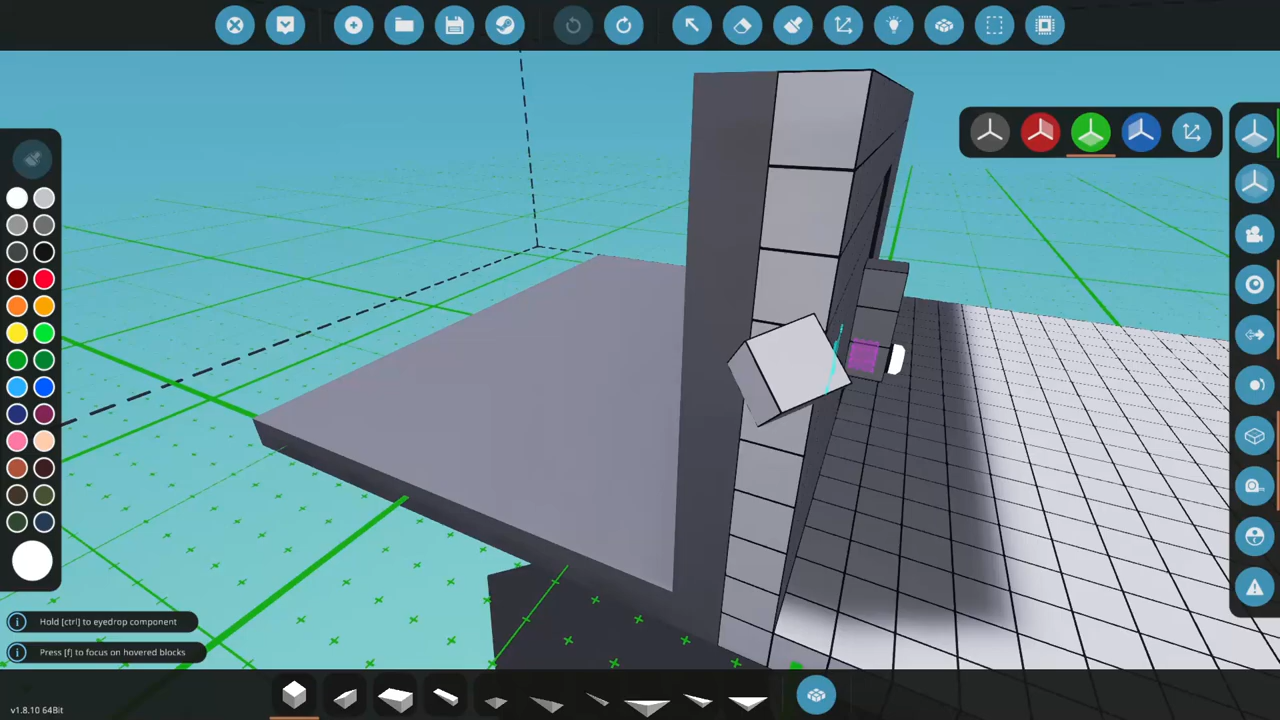 Hold [ctrl] to eyedrop component
Press [f] to focus on hovered blocks
v1.8.10 64Bit